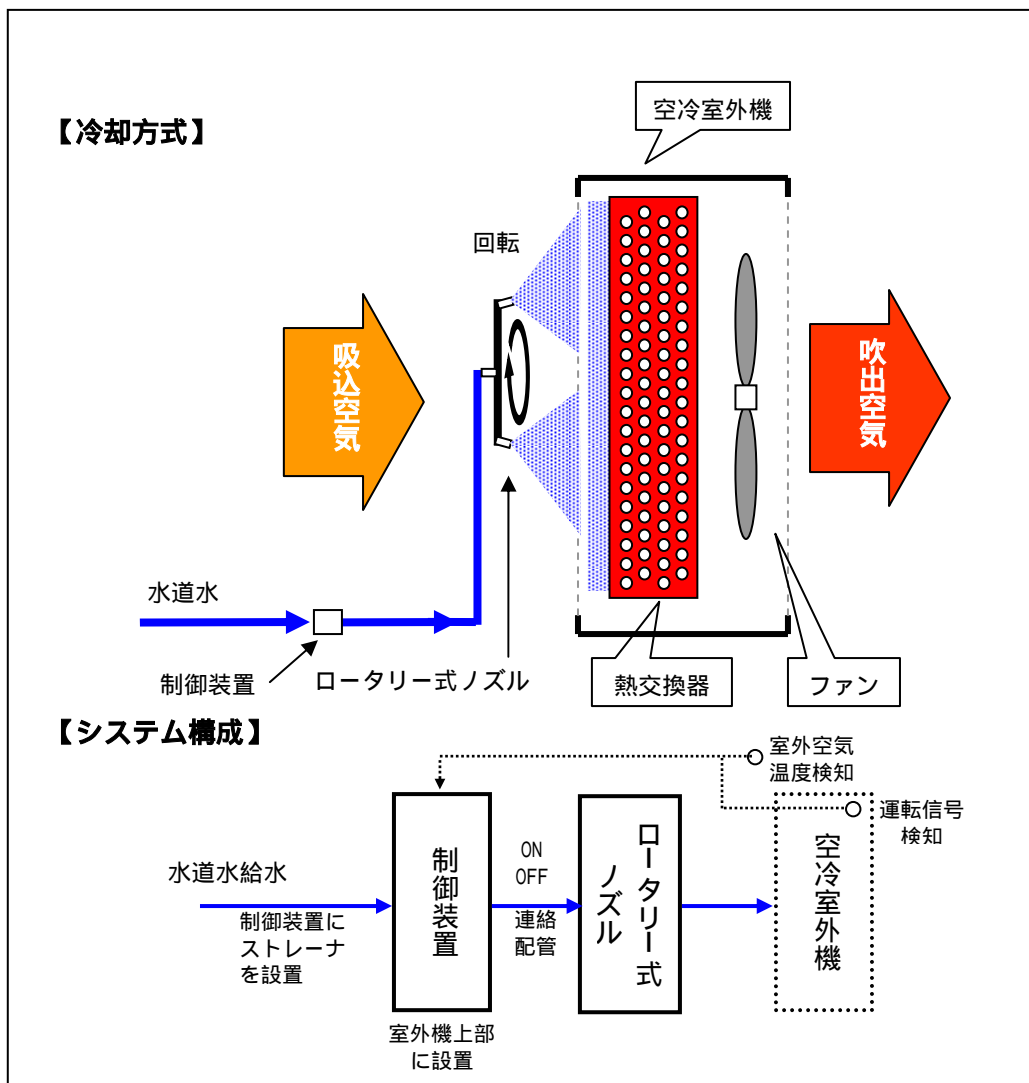 【冷却方式】
空冷室外機
回転
吸込空気
吹出空気
水道水
制御装置
ロータリー式ノズル
熱交換器
ファン
【システム構成】
室外空気
温度検知
運転信号
検知
水道水給水
制御装置に
ストレーナ
を設置
制御装置
ON
OFF
連絡
配管
ロータリー式
ノズル
空冷室外機
室外機上部
に設置